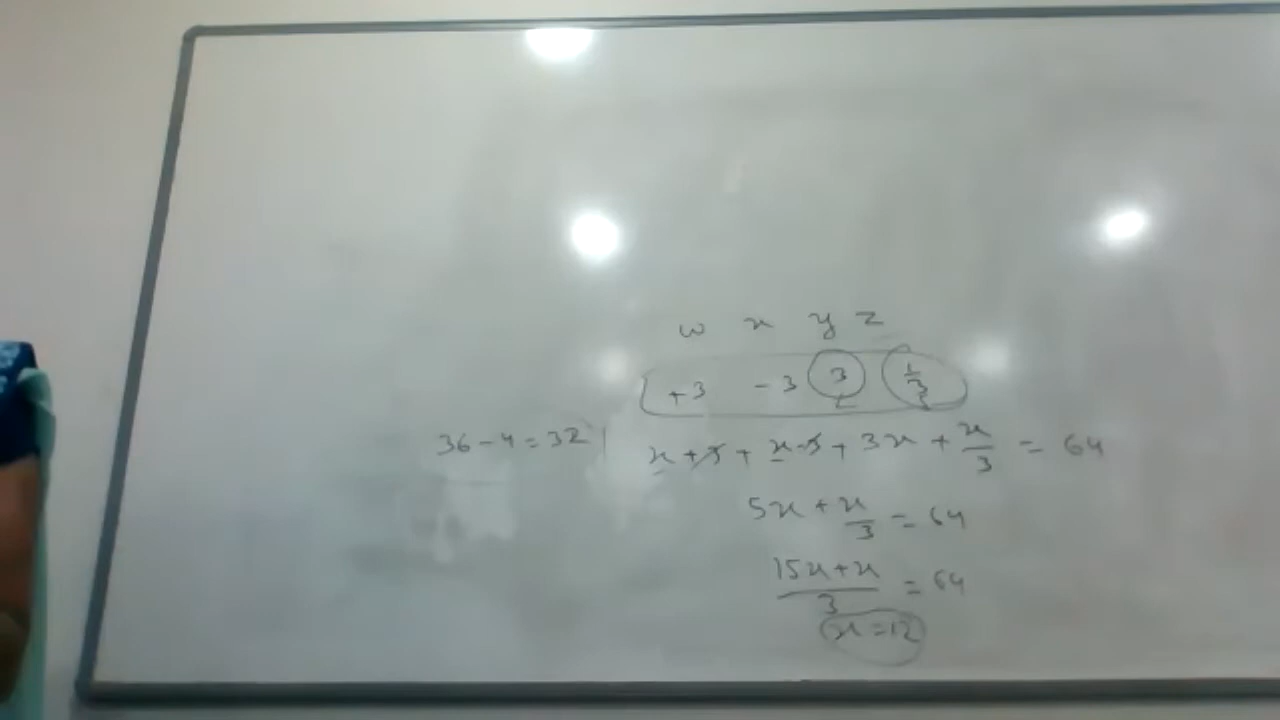 w x y z
+3 -3 3 1/3
36-4=32 | x+3+x-3+3x+x/3 = 64
5x+x/3 = 64
15x+x/3 = 64
x=12